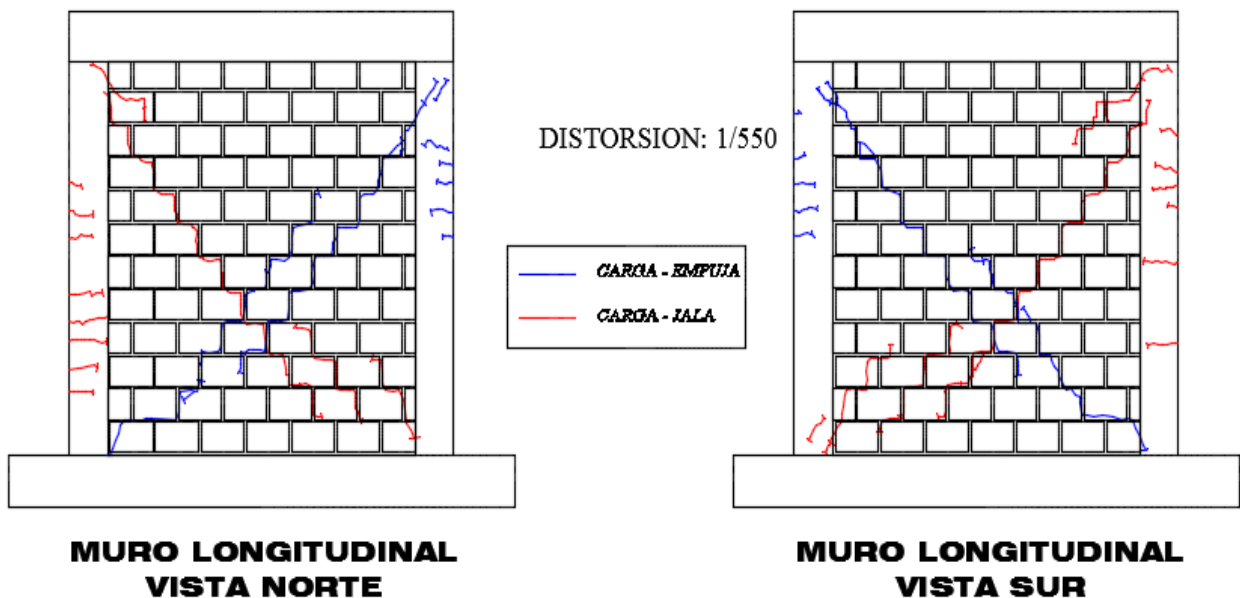 DISTORSION: 1/550
CARGA - EMPUJA
CARGA - JALA
MURO LONGITUDINAL
VISTA NORTE
MURO LONGITUDINAL
VISTA SUR